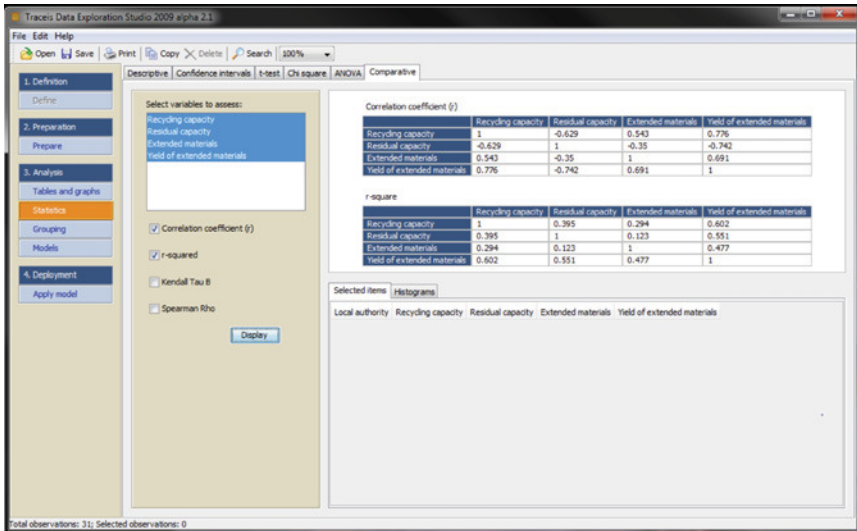 Traceis Data Exploration Studio 2009 alpha 2.1
File Edit Help
Open Save Print Copy Delete Search 100%
1. Definition
Define
2. Preparation
Prepare
3. Analysis
Tables and graphs
Statistics
Grouping
Models
4. Deployment
Apply model
Descriptive Confidence intervals t-test Chi square ANOVA Comparative
Select variables to assess:
Recycling capacity
Residual capacity
Extended materials
Yield of extended materials
Correlation coefficient (r)
r-squared
Kendall Tau B
Spearman Rho
Display
Correlation coefficient (r)
Recycling capacity Residual capacity Extended materials Yield of extended materials
Recycling capacity 1 -0.629 0.543 0.776
Residual capacity -0.629 1 -0.35 -0.742
Extended materials 0.543 -0.35 1 0.691
Yield of extended materials 0.776 -0.742 0.691 1
r-square
Recycling capacity Residual capacity Extended materials Yield of extended materials
Recycling capacity 1 0.395 0.294 0.602
Residual capacity 0.395 1 0.123 0.551
Extended materials 0.294 0.123 1 0.477
Yield of extended materials 0.602 0.551 0.477 1
Selected items Histograms
Local authority Recycling capacity Residual capacity Extended materials Yield of extended materials
Total observations: 31; Selected observations: 0